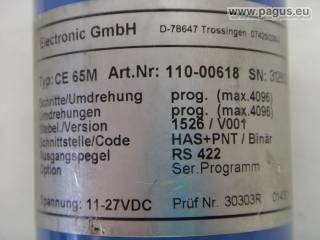 www.pagus.eu
Electronic GmbH D-78647 Trossingen
Typ: CE 65M Art.Nr: 110-00618 SN:
Schritte/Umdrehung prog. (max.4096)
Umdrehungen prog. (max.4096)
Stiebel./Version 1526 / V001
Schnittstelle/Code HAS+PNT / Binär
Ausgangspegel RS 422
Option Ser.Programm
Spannung: 11-27VDC Prüf Nr. 30303R